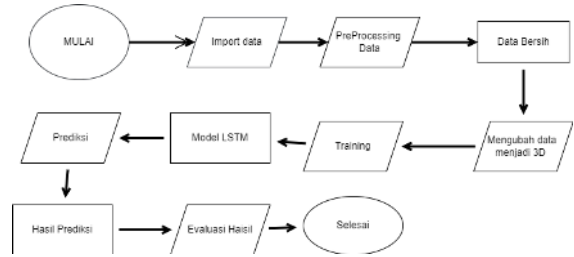 MULAI
Import data
PreProcessing
Data
Data Bersih
Mengubah data
menjadi 3D
Training
Model LSTM
Prediksi
Hasil Prediksi
Evaluasi Haisil
Selesai